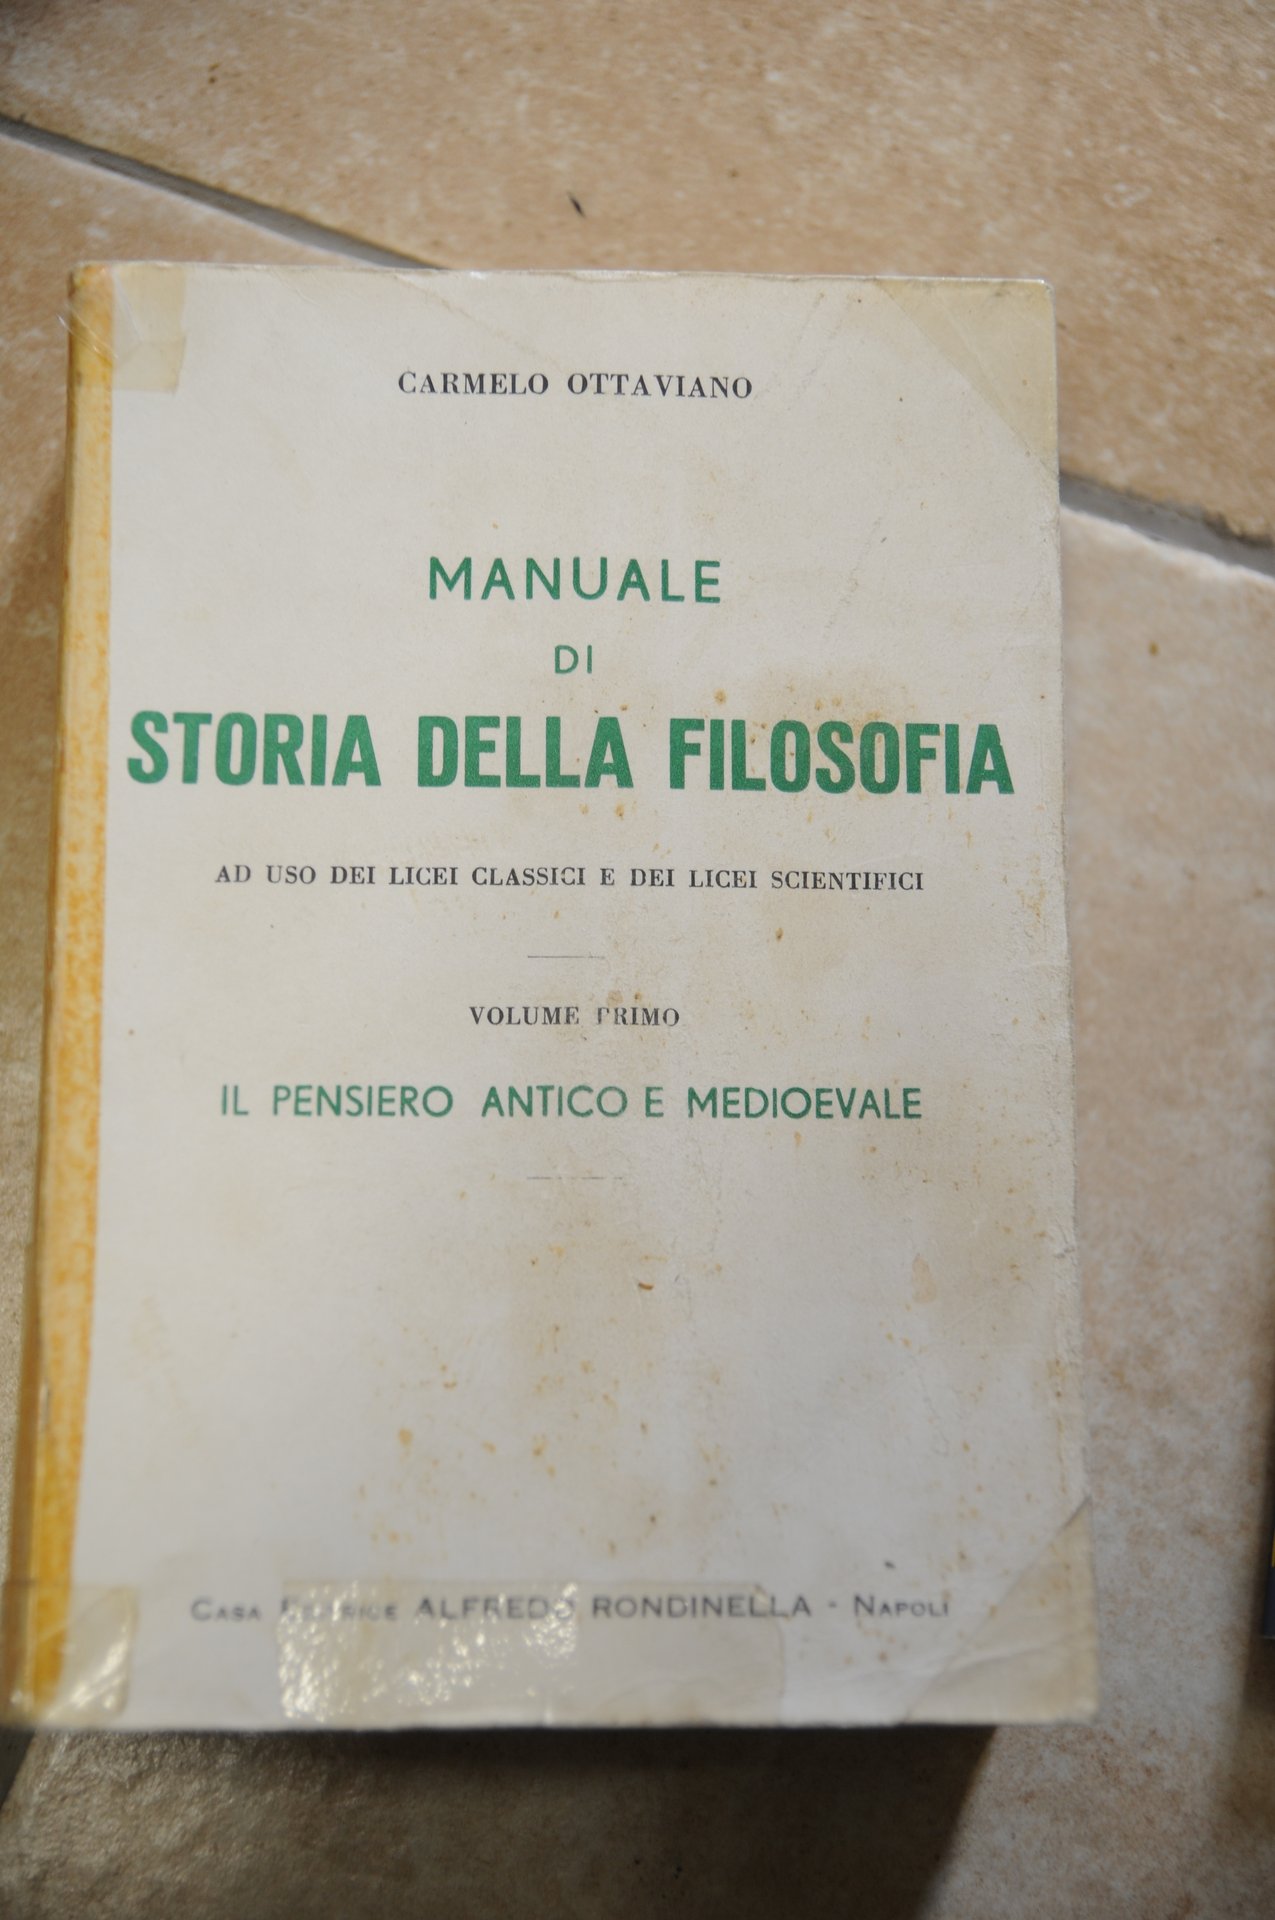 CARMELO OTTAVIANO
MANUALE
DI
STORIA DELLA FILOSOFIA
AD USO DEI LICEI CLASSICI E DEI LICEI SCIENTIFICI
VOLUME PRIMO
IL PENSIERO ANTICO E MEDIOEVALE
CASA EDITRICE ALFREDO RONDINELLA - NAPOLI